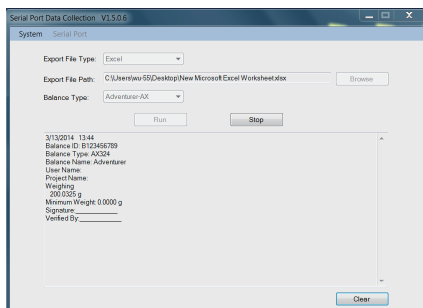 Serial Port Data Collection V1.5.0.6
System Serial Port
Export File Type: Excel
Export File Path: C:\Users\wu-55\Desktop\New Microsoft Excel Worksheet.xlsx Browse
Balance Type: Adventurer-AX
Run Stop
3/13/2014 13:44
Balance ID: B123456789
Balance Type: AX324
Balance Name: Adventurer
User Name:
Project Name:
Weighing
200.0325 g
Minimum Weight: 0.0000 g
Signature:____________
Verified By:____________
Clear